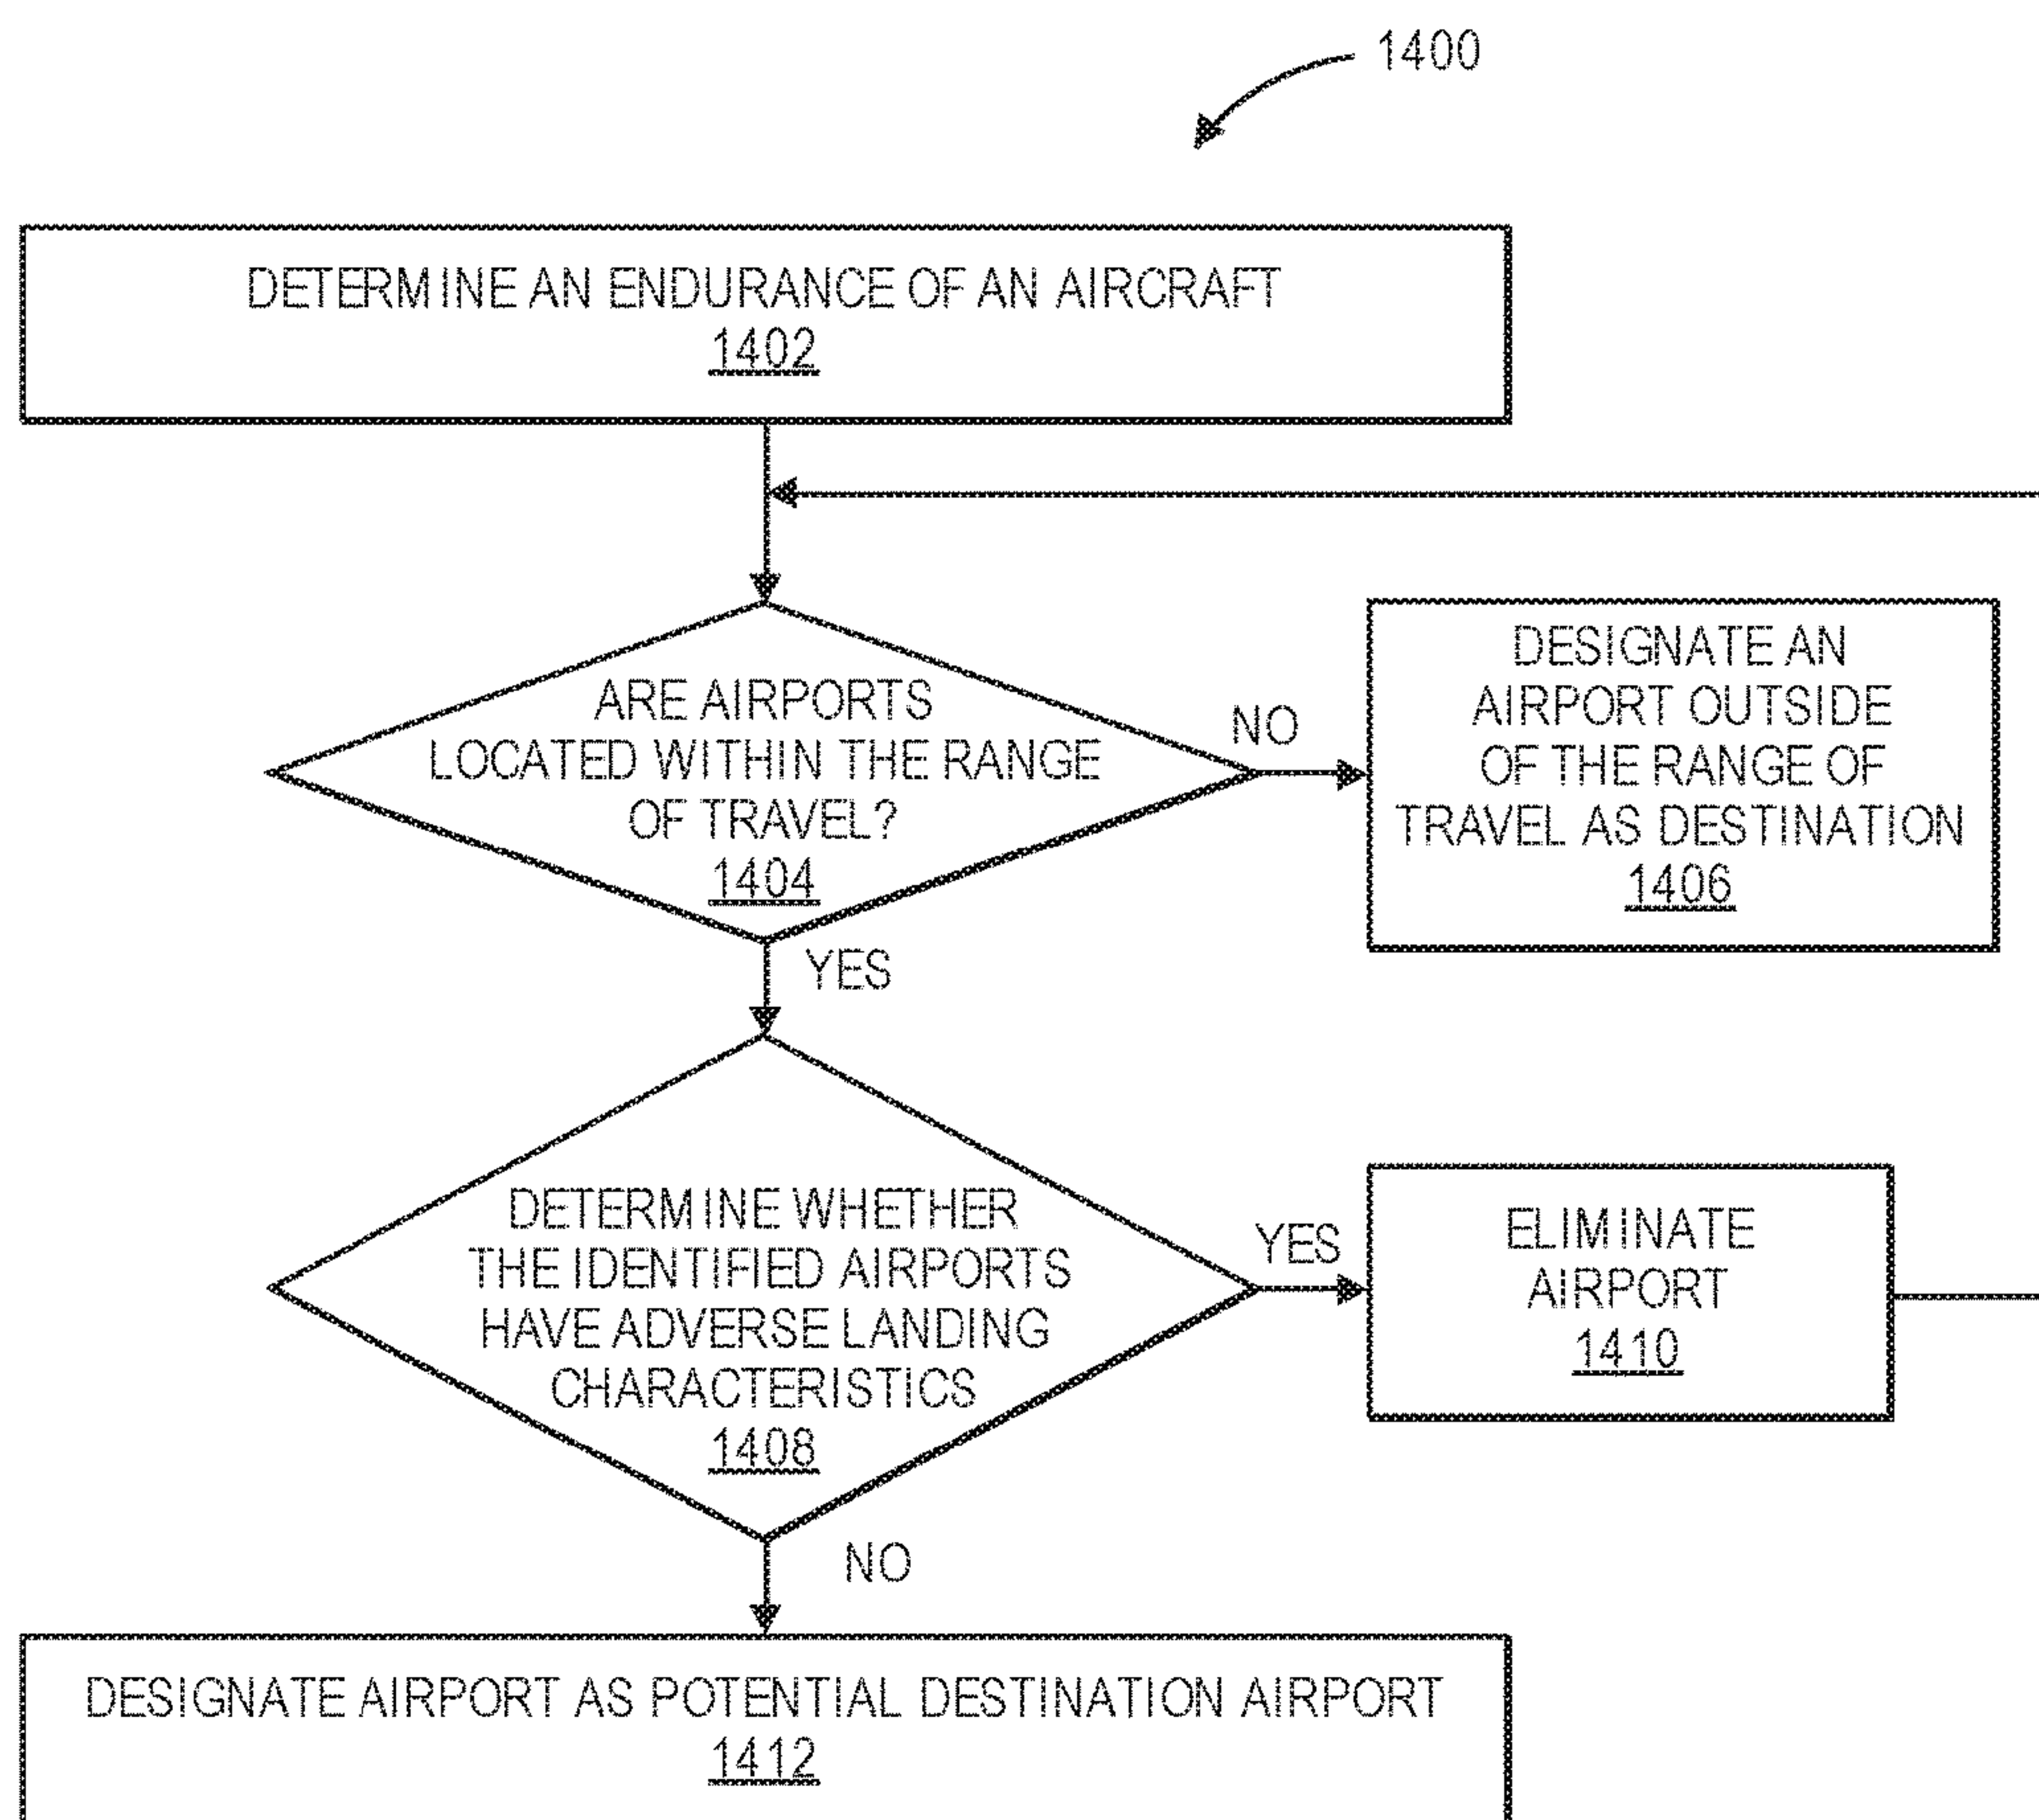 1400
DETERMINE AN ENDURANCE OF AN AIRCRAFT
1402
ARE AIRPORTS
LOCATED WITHIN THE RANGE
OF TRAVEL?
1404
NO
DESIGNATE AN
AIRPORT OUTSIDE
OF THE RANGE OF
TRAVEL AS DESTINATION
1406
YES
DETERMINE WHETHER
THE IDENTIFIED AIRPORTS
HAVE ADVERSE LANDING
CHARACTERISTICS
1408
YES
ELIMINATE
AIRPORT
1410
NO
DESIGNATE AIRPORT AS POTENTIAL DESTINATION AIRPORT
1412